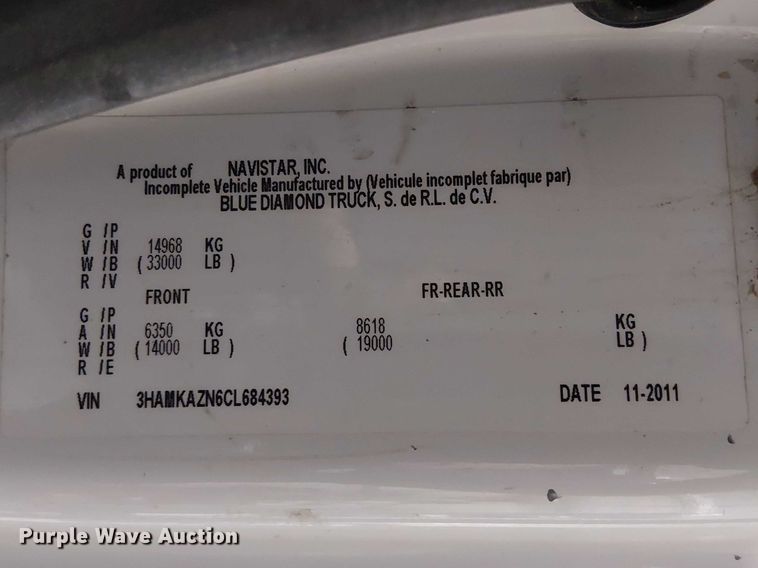 A product of NAVISTAR, INC.
Incomplete Vehicle Manufactured by (Vehicule incomplet fabrique par)
BLUE DIAMOND TRUCK, S. de R.L. de C.V.
G /P
V /N 14968 KG
W /B ( 33000 LB )
R /V
FRONT FR-REAR-RR
G /P
A /N 6350 KG 8618 KG
W /B ( 14000 LB ) ( 19000 LB )
R /E
VIN 3HAMKAZN6CL684393 DATE 11-2011
Purple Wave Auction